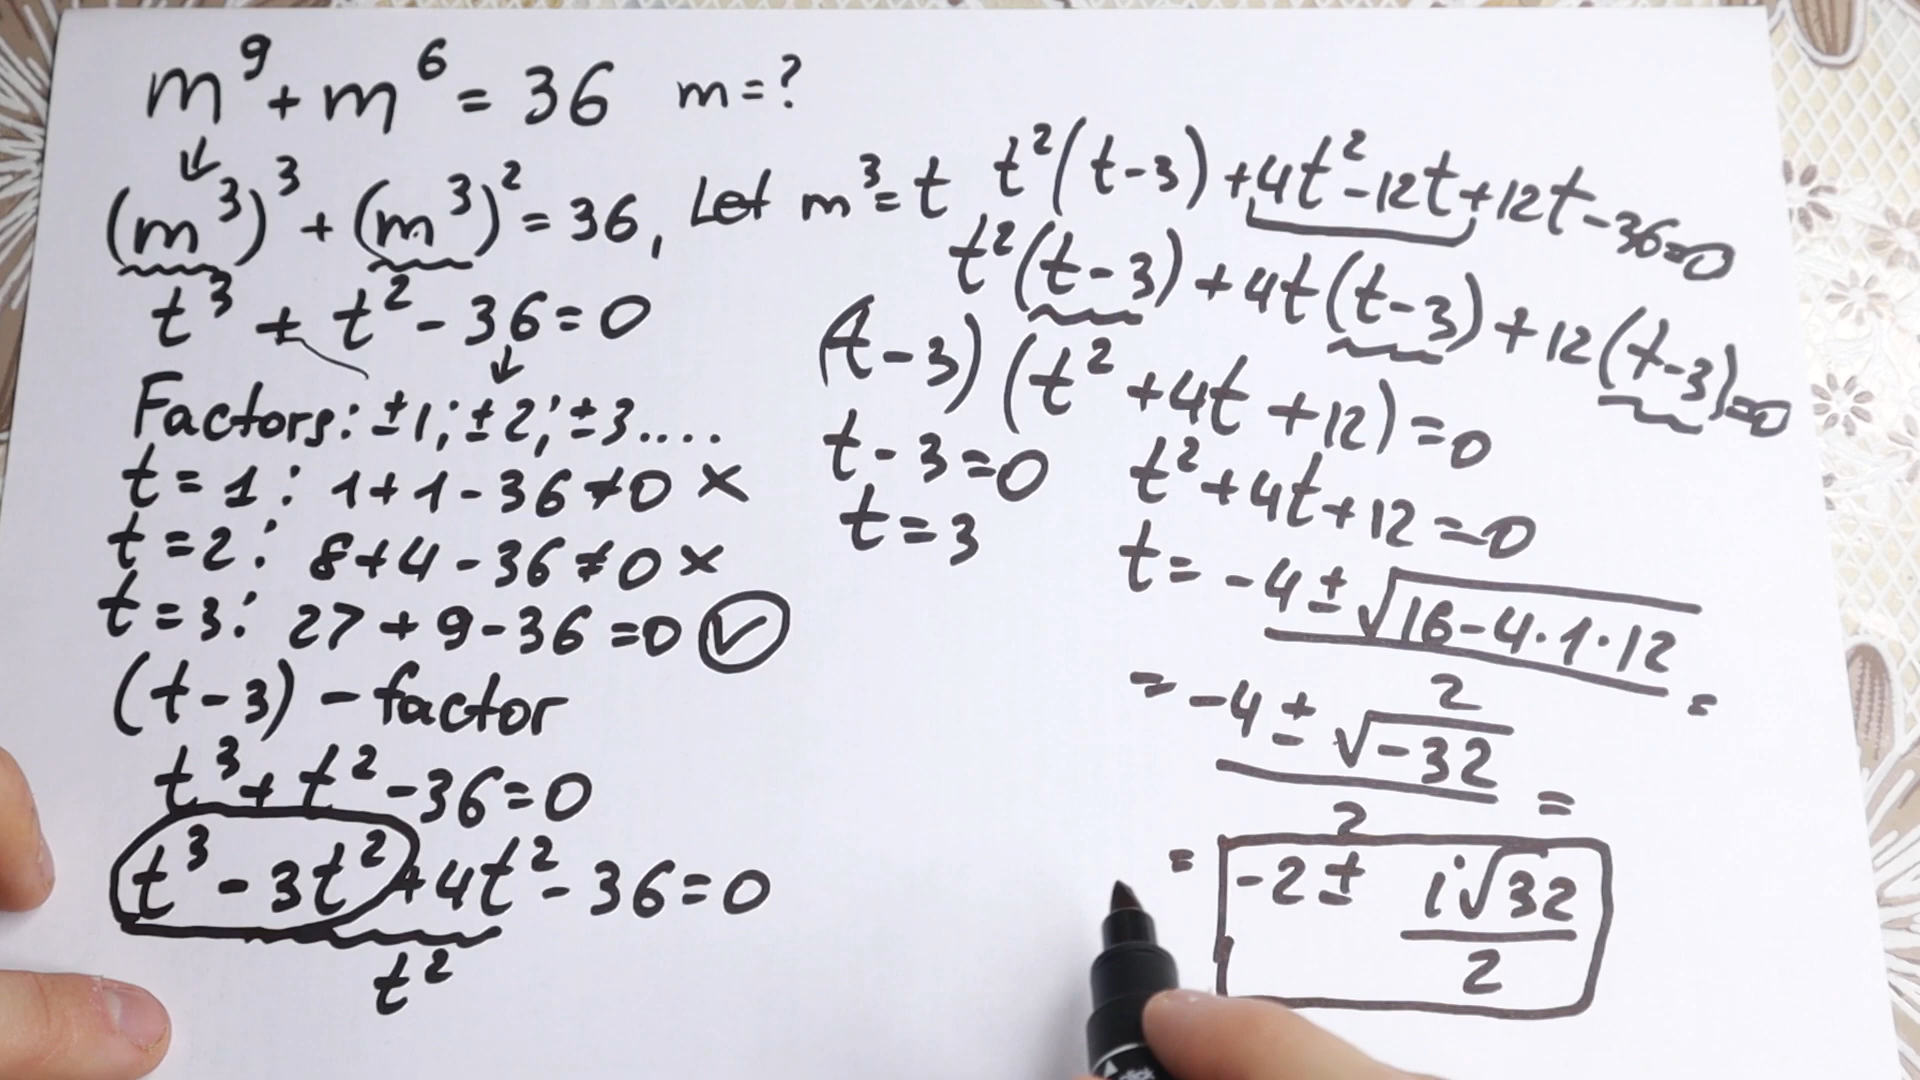 m⁹ + m⁶ = 36 m = ?
(m³)³ + (m³)² = 36, Let m³ = t
t³ + t² - 36 = 0
Factors: ±1; ±2; ±3....
t = 1: 1 + 1 - 36 ≠ 0 ×
t = 2: 8 + 4 - 36 ≠ 0 ×
t = 3: 27 + 9 - 36 = 0 ✓
(t - 3) - factor
t³ + t² - 36 = 0
t³ - 3t² + 4t² - 36 = 0
t²
t²(t - 3) + 4t² - 12t + 12t - 36 = 0
t²(t - 3) + 4t(t - 3) + 12(t - 3) = 0
(t - 3)(t² + 4t + 12) = 0
t - 3 = 0
t = 3
t² + 4t + 12 = 0
t = -4 ± √16 - 4 · 1 · 12 =
2
= -4 ± √-32 =
2
= -2 ± i√32
2
click